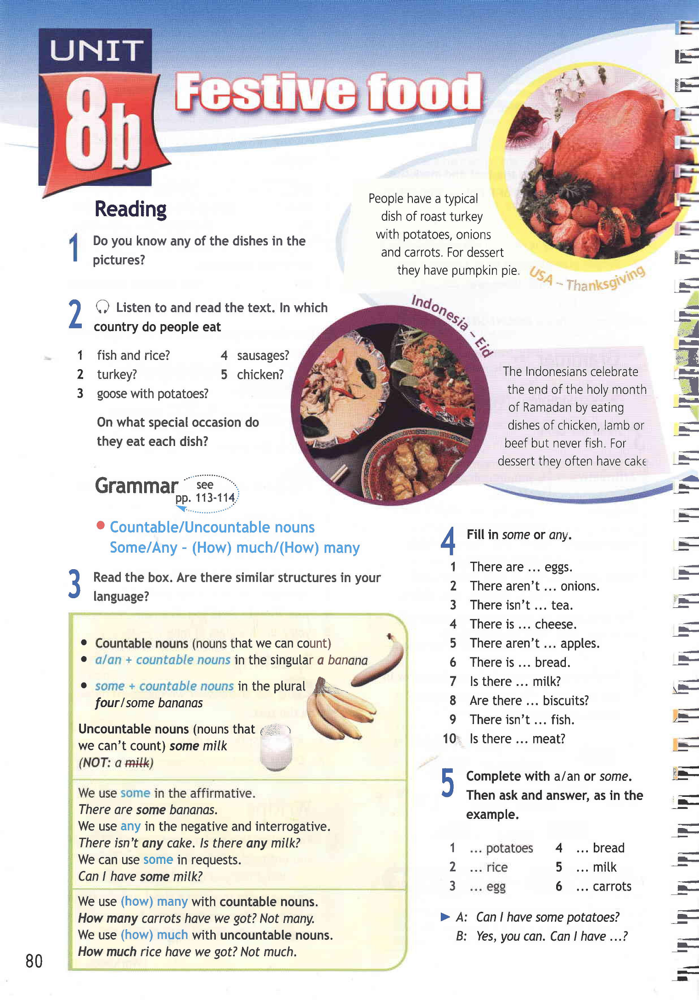 UNIT
8b
Festive food
People have a typical
dish of roast turkey
with potatoes, onions
and carrots. For dessert
they have pumpkin pie.
USA – Thanksgiving
Reading
1 Do you know any of the dishes in the
pictures?
2 Listen to and read the text. In which
country do people eat
1 fish and rice? 4 sausages?
2 turkey? 5 chicken?
3 goose with potatoes?
On what special occasion do
they eat each dish?
Indonesia – Eid
The Indonesians celebrate
the end of the holy month
of Ramadan by eating
dishes of chicken, lamb or
beef but never fish. For
dessert they often have cake
Grammar see
pp. 113-114
• Countable/Uncountable nouns
Some/Any - (How) much/(How) many
3 Read the box. Are there similar structures in your
language?
• Countable nouns (nouns that we can count)
• a/an + countable nouns in the singular a banana
• some + countable nouns in the plural
four/some bananas
Uncountable nouns (nouns that
we can't count) some milk
(NOT: a milk)
We use some in the affirmative.
There are some bananas.
We use any in the negative and interrogative.
There isn't any cake. Is there any milk?
We can use some in requests.
Can I have some milk?
We use (how) many with countable nouns.
How many carrots have we got? Not many.
We use (how) much with uncountable nouns.
How much rice have we got? Not much.
4 Fill in some or any.
1 There are ... eggs.
2 There aren't ... onions.
3 There isn't ... tea.
4 There is ... cheese.
5 There aren't ... apples.
6 There is ... bread.
7 Is there ... milk?
8 Are there ... biscuits?
9 There isn't ... fish.
10 Is there ... meat?
5 Complete with a/an or some.
Then ask and answer, as in the
example.
1 ... potatoes 4 ... bread
2 ... rice 5 ... milk
3 ... egg 6 ... carrots
▶ A: Can I have some potatoes?
B: Yes, you can. Can I have ...?
80